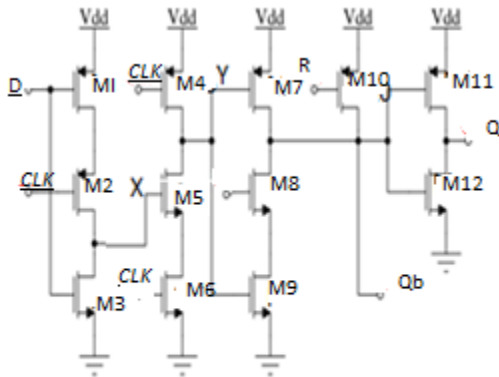 Vdd Vdd Vdd Vdd Vdd
D M1 CLK M4 Y M7 R M10 M11
Q
CLK M2 X M5 M8 M12
M3 CLK M6 M9 Qb